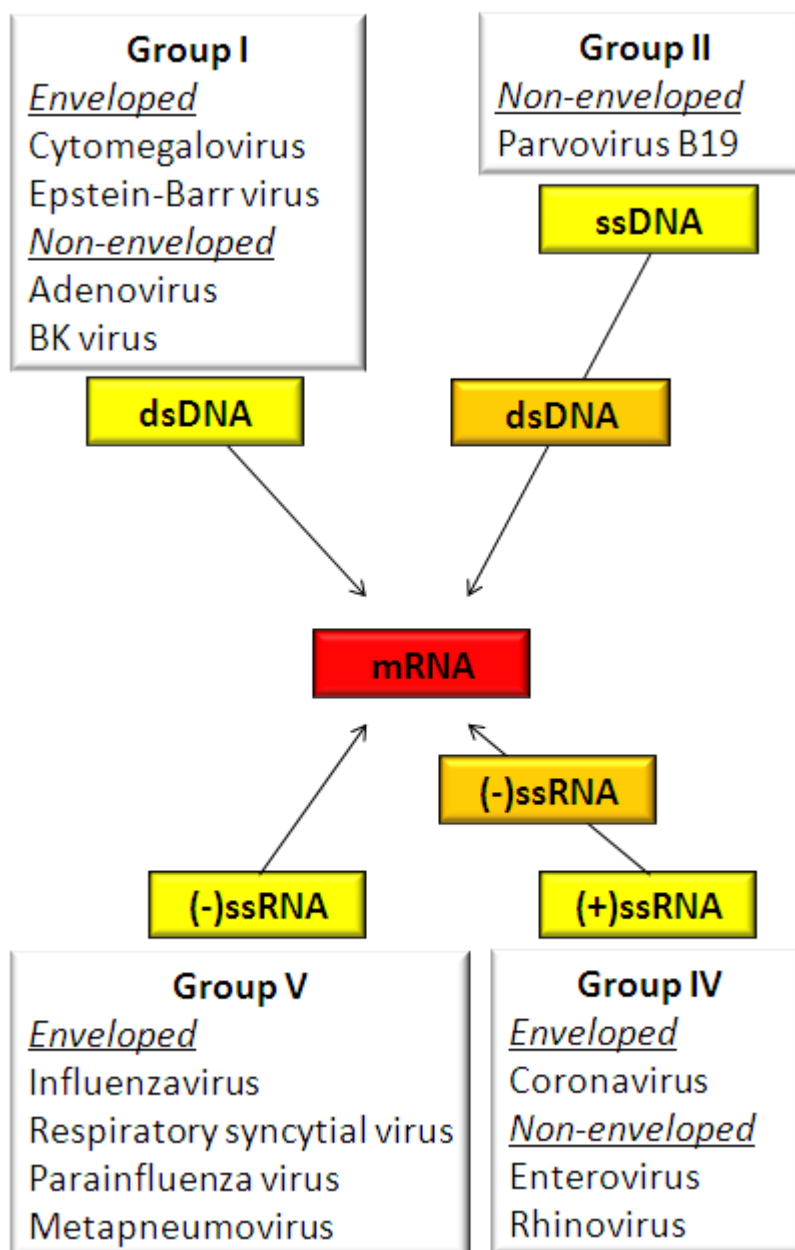 Group I
Enveloped
Cytomegalovirus
Epstein-Barr virus
Non-enveloped
Adenovirus
BK virus
dsDNA
Group II
Non-enveloped
Parvovirus B19
ssDNA
dsDNA
mRNA
(-)ssRNA
(-)ssRNA
(+)ssRNA
Group V
Enveloped
Influenzavirus
Respiratory syncytial virus
Parainfluenza virus
Metapneumovirus
Group IV
Enveloped
Coronavirus
Non-enveloped
Enterovirus
Rhinovirus